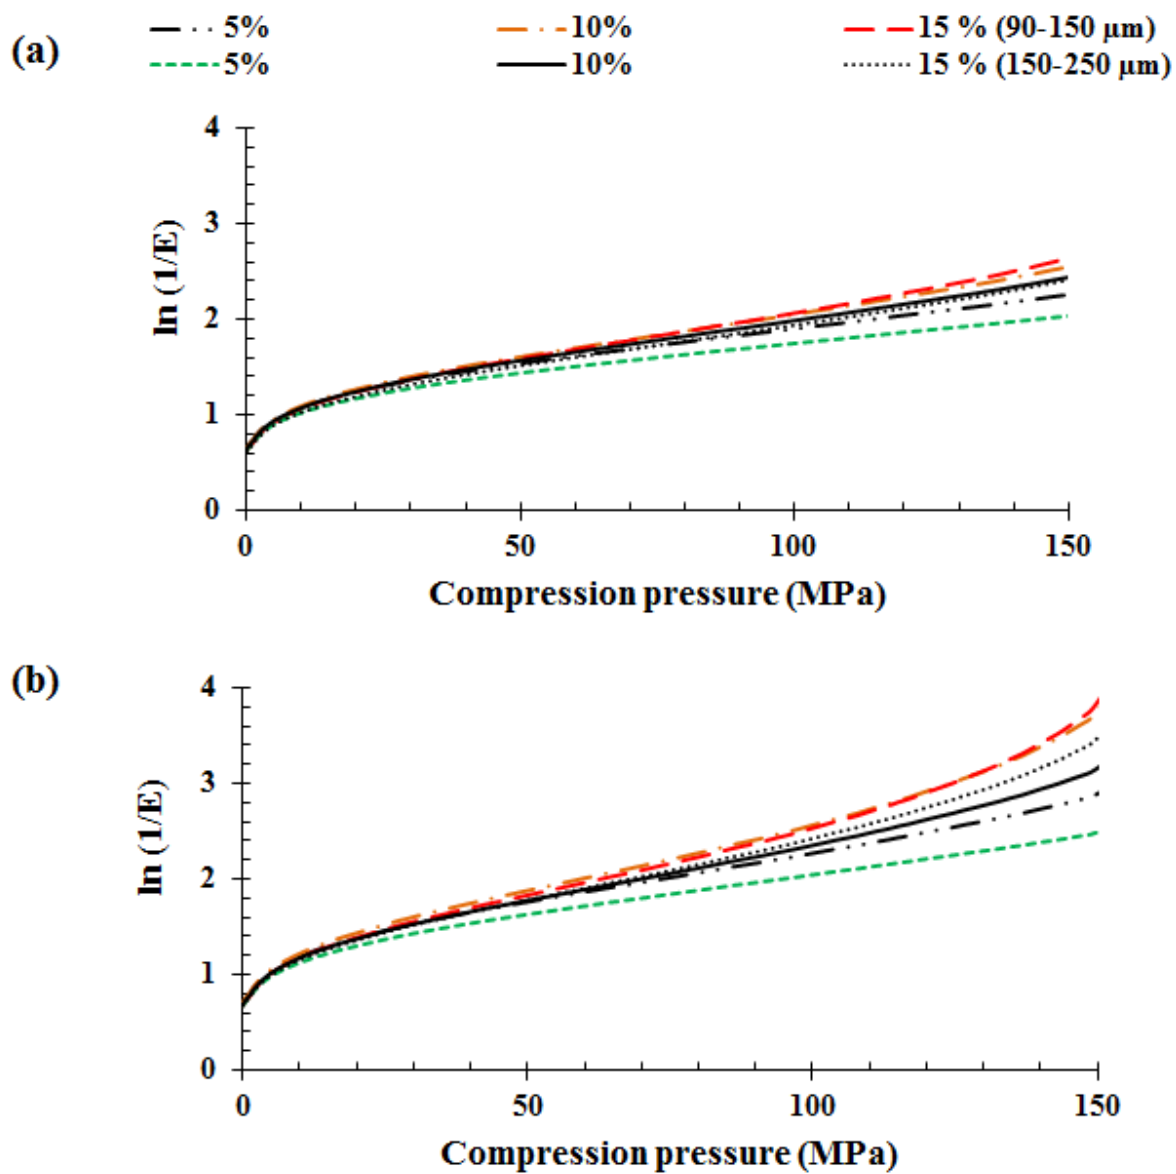 (a)
5% 10% 15 % (90-150 μm)
5% 10% 15 % (150-250 μm)
4
3
2
1
0
ln (1/E)
0 50 100 150
Compression pressure (MPa)
(b)
4
3
2
1
0
ln (1/E)
0 50 100 150
Compression pressure (MPa)